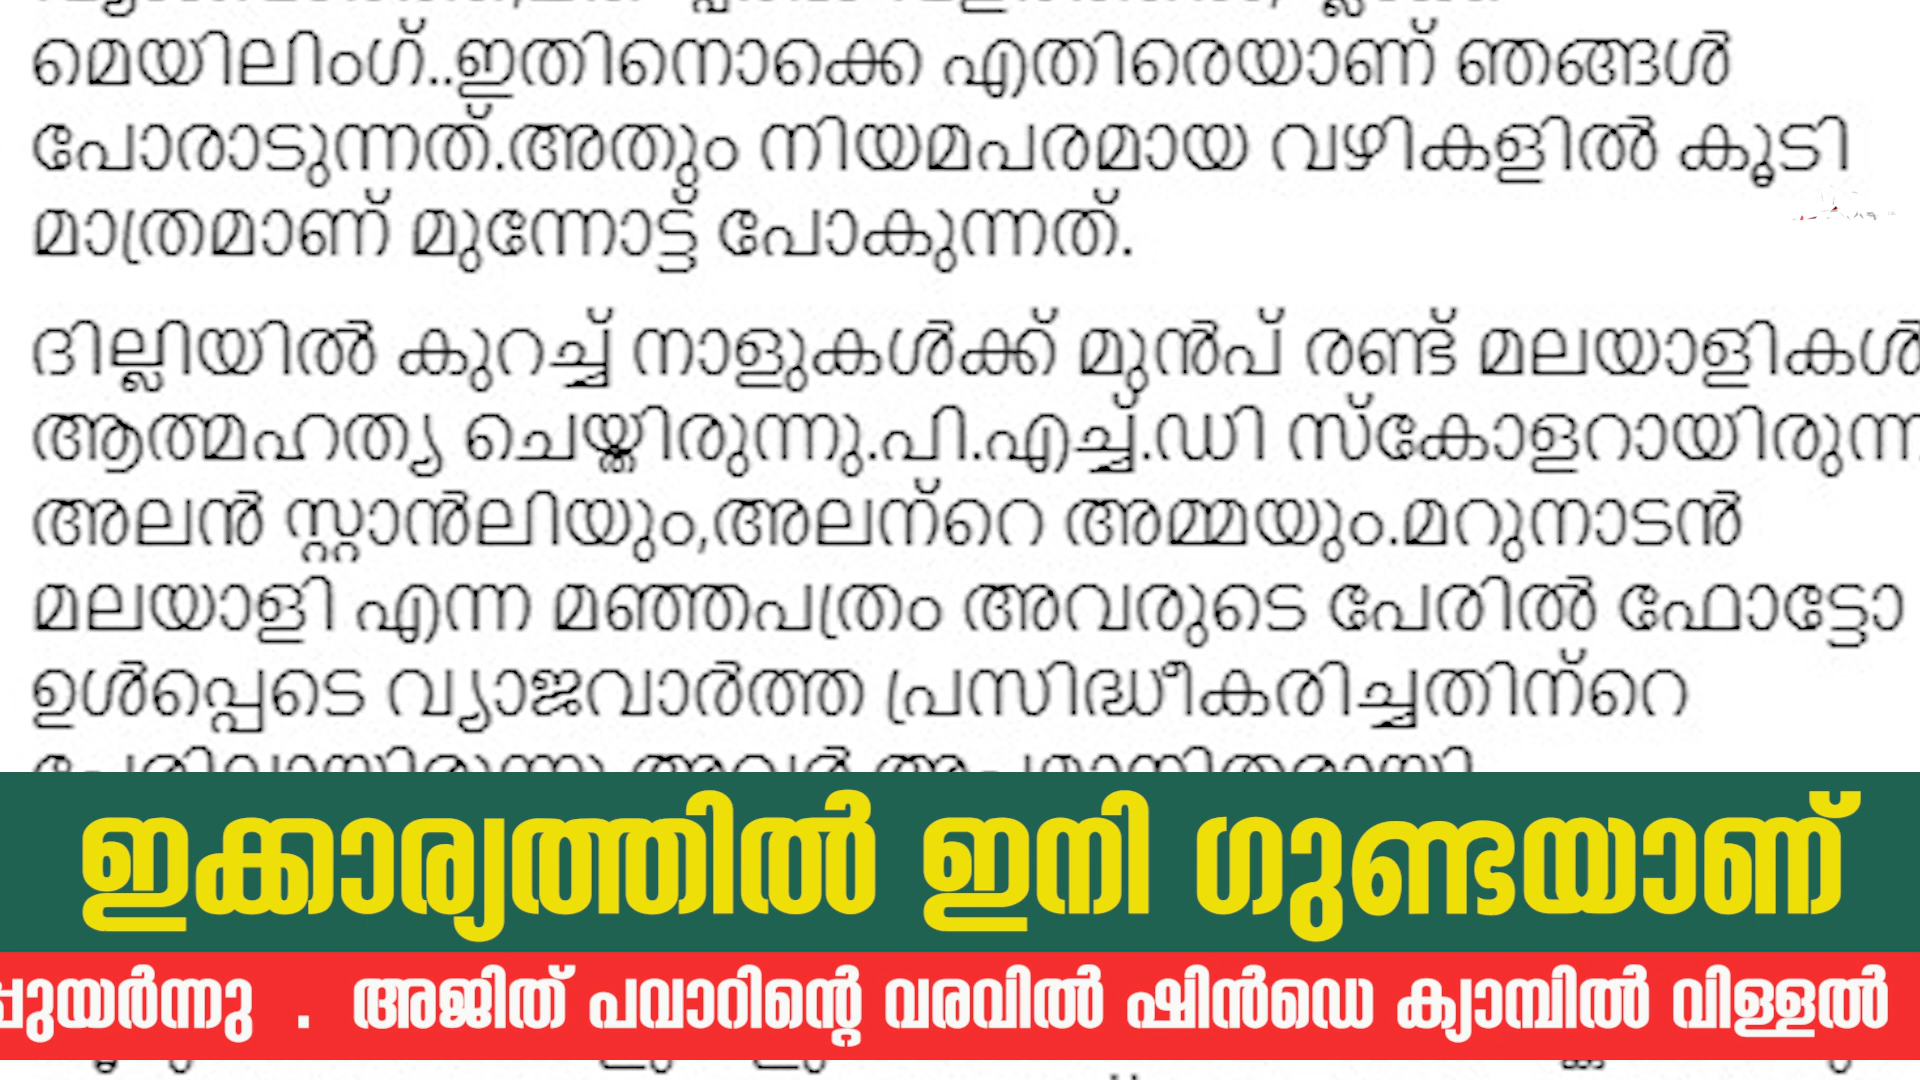 മെയിലിംഗ്..ഇതിനൊക്കെ എതിരെയാണ് ഞങ്ങൾ
പോരാടുന്നത്.അതും നിയമപരമായ വഴികളിൽ കൂടി
മാത്രമാണ് മുന്നോട്ട് പോകുന്നത്.
ദില്ലിയിൽ കുറച്ച് നാളുകൾക്ക് മുൻപ് രണ്ട് മലയാളികൾ
ആത്മഹത്യ ചെയ്തിരുന്നു.പി.എച്ച്.ഡി സ്കോളറായിരുന്ന
അലൻ സ്റ്റാൻലിയും,അലന്റെ അമ്മയും.മറുനാടൻ
മലയാളി എന്ന മഞ്ഞപത്രം അവരുടെ പേരിൽ ഫോട്ടോ
ഉൾപ്പെടെ വ്യാജവാർത്ത പ്രസിദ്ധീകരിച്ചതിന്റെ
ഇക്കാര്യത്തിൽ ഇനി ഗുണ്ടയാണ്
പ്പുയർന്നു . അജിത് പവാറിന്റെ വരവിൽ ഷിൻഡെ ക്യാമ്പിൽ വിള്ളൽ